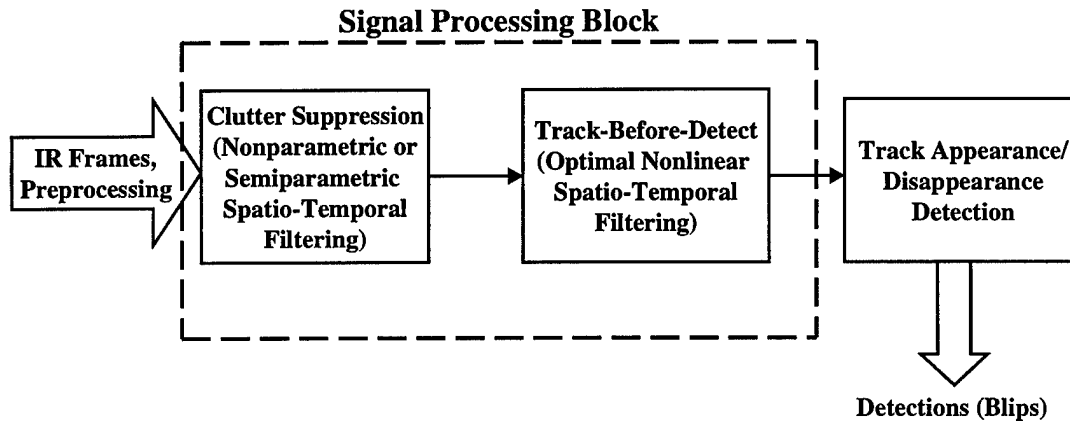 Signal Processing Block
IR Frames,
Preprocessing
Clutter Suppression
(Nonparametric or
Semiparametric
Spatio-Temporal
Filtering)
Track-Before-Detect
(Optimal Nonlinear
Spatio-Temporal
Filtering)
Track Appearance/
Disappearance
Detection
Detections (Blips)